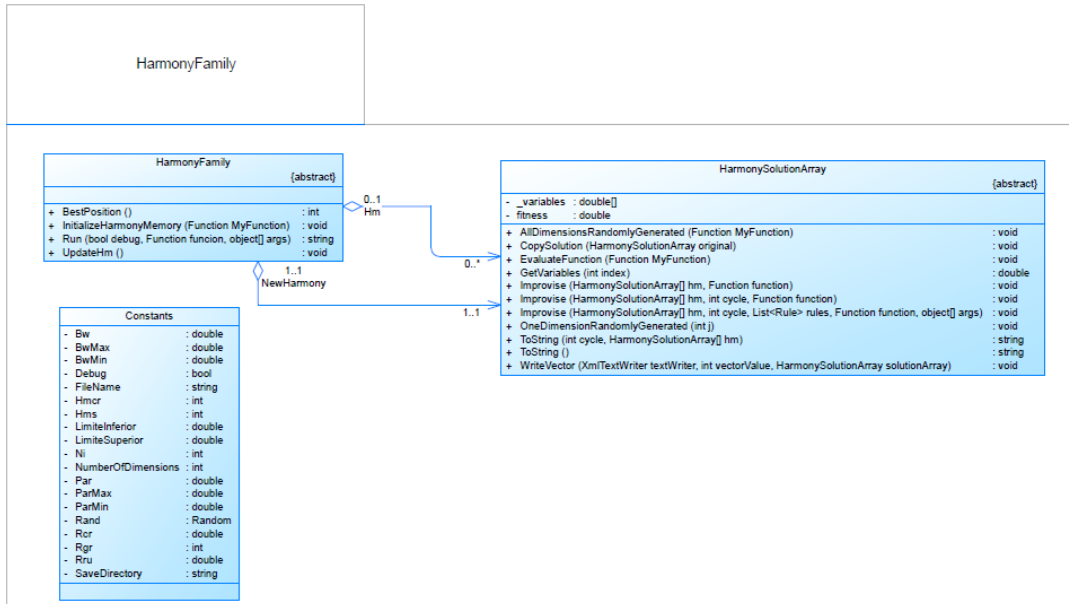 HarmonyFamily
HarmonyFamily
{abstract}
+ BestPosition () : int
+ InitializeHarmonyMemory (Function MyFunction) : void
+ Run (bool debug, Function funcion, object[] args) : string
+ UpdateHm () : void
0..1
Hm
0..*
1..1
NewHarmony
1..1
HarmonySolutionArray
{abstract}
- _variables : double[]
- fitness : double
+ AllDimensionsRandomlyGenerated (Function MyFunction) : void
+ CopySolution (HarmonySolutionArray original) : void
+ EvaluateFunction (Function MyFunction) : void
+ GetVariables (int index) : double
+ Improvise (HarmonySolutionArray[] hm, Function function) : void
+ Improvise (HarmonySolutionArray[] hm, int cycle, Function function) : void
+ Improvise (HarmonySolutionArray[] hm, int cycle, List<Rule> rules, Function function, object[] args) : void
+ OneDimensionRandomlyGenerated (int j) : void
+ ToString (int cycle, HarmonySolutionArray[] hm) : string
+ ToString () : string
+ WriteVector (XmlTextWriter textWriter, int vectorValue, HarmonySolutionArray solutionArray) : void
Constants
- Bw : double
- BwMax : double
- BwMin : double
- Debug : bool
- FileName : string
- Hmcr : int
- Hms : int
- LimiteInferior : double
- LimiteSuperior : double
- Ni : int
- NumberOfDimensions : int
- Par : double
- ParMax : double
- ParMin : double
- Rand : Random
- Rcr : double
- Rgr : int
- Rru : double
- SaveDirectory : string